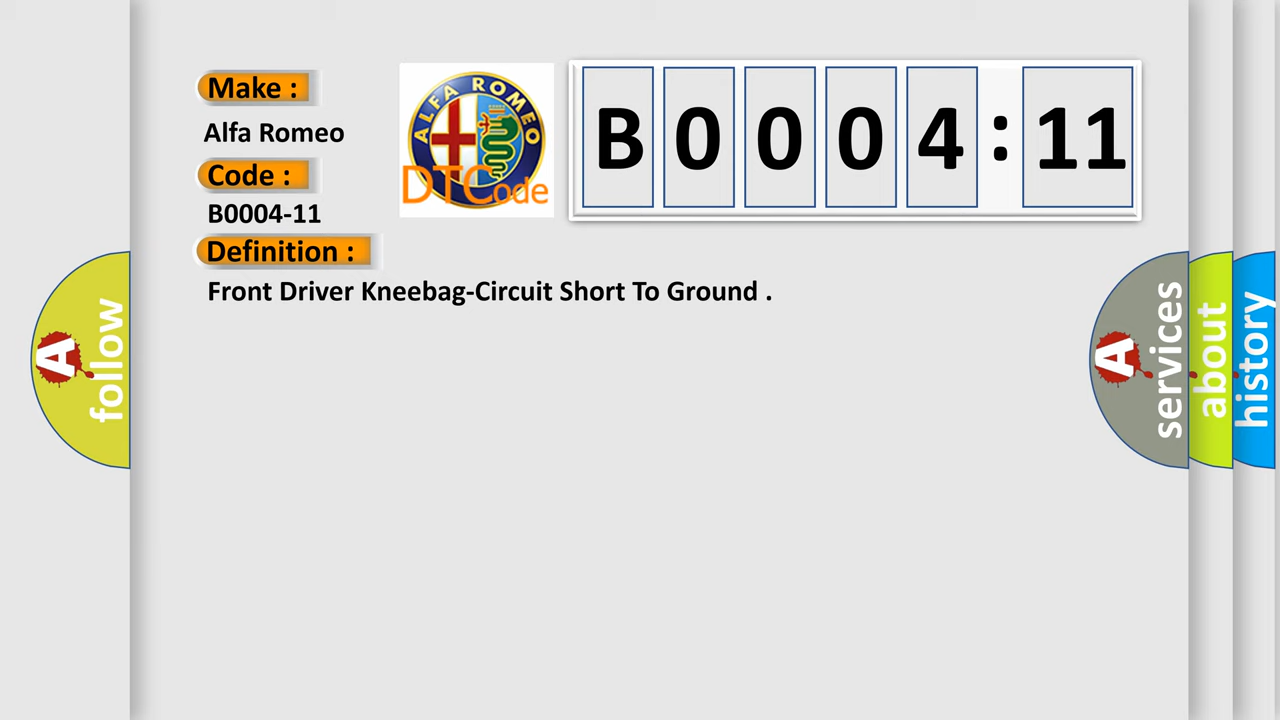 Make :
Alfa Romeo
Code :
B0004-11
Definition :
Front Driver Kneebag-Circuit Short To Ground .
ALFA ROMEO
DTCode
B 0 0 0 4 : 11
A follow
A services
about
history